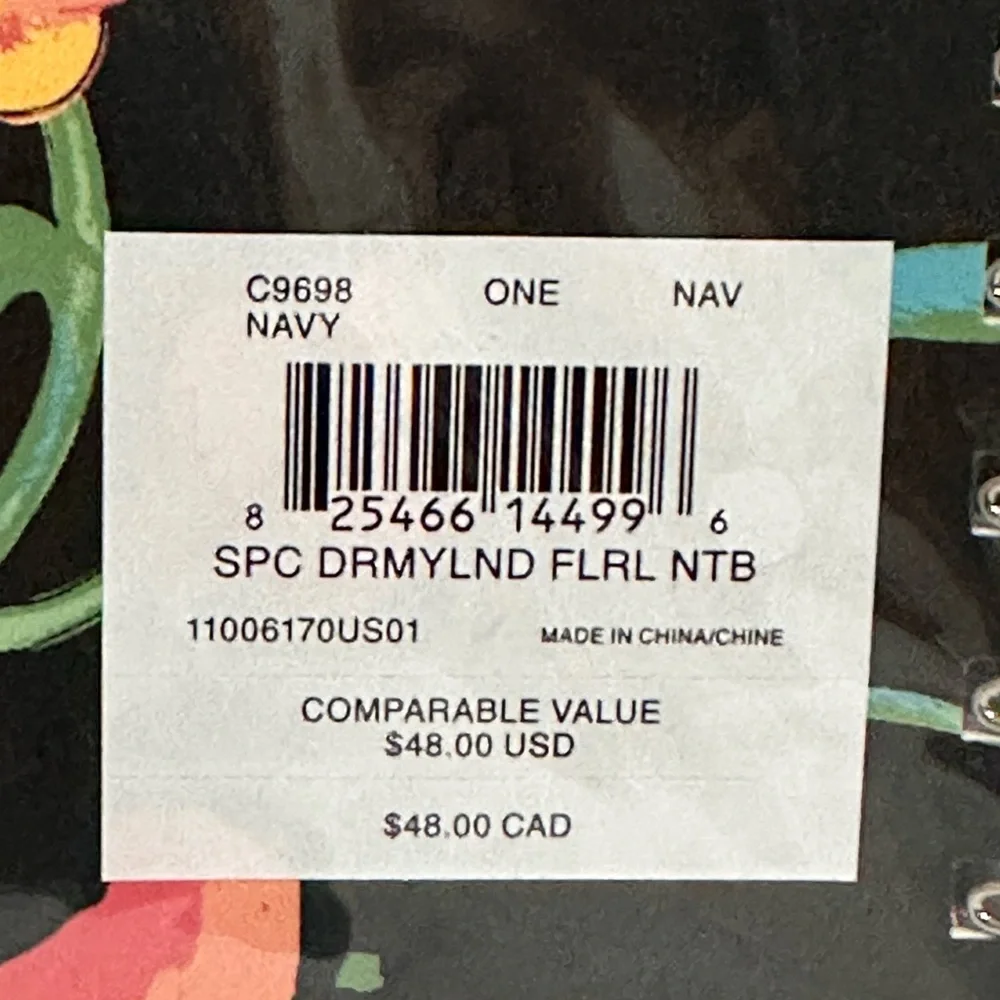 C9698 ONE NAV
NAVY
8 25466 14499 6
SPC DRMYLND FLRL NTB
11006170US01 MADE IN CHINA/CHINE
COMPARABLE VALUE
$48.00 USD
$48.00 CAD